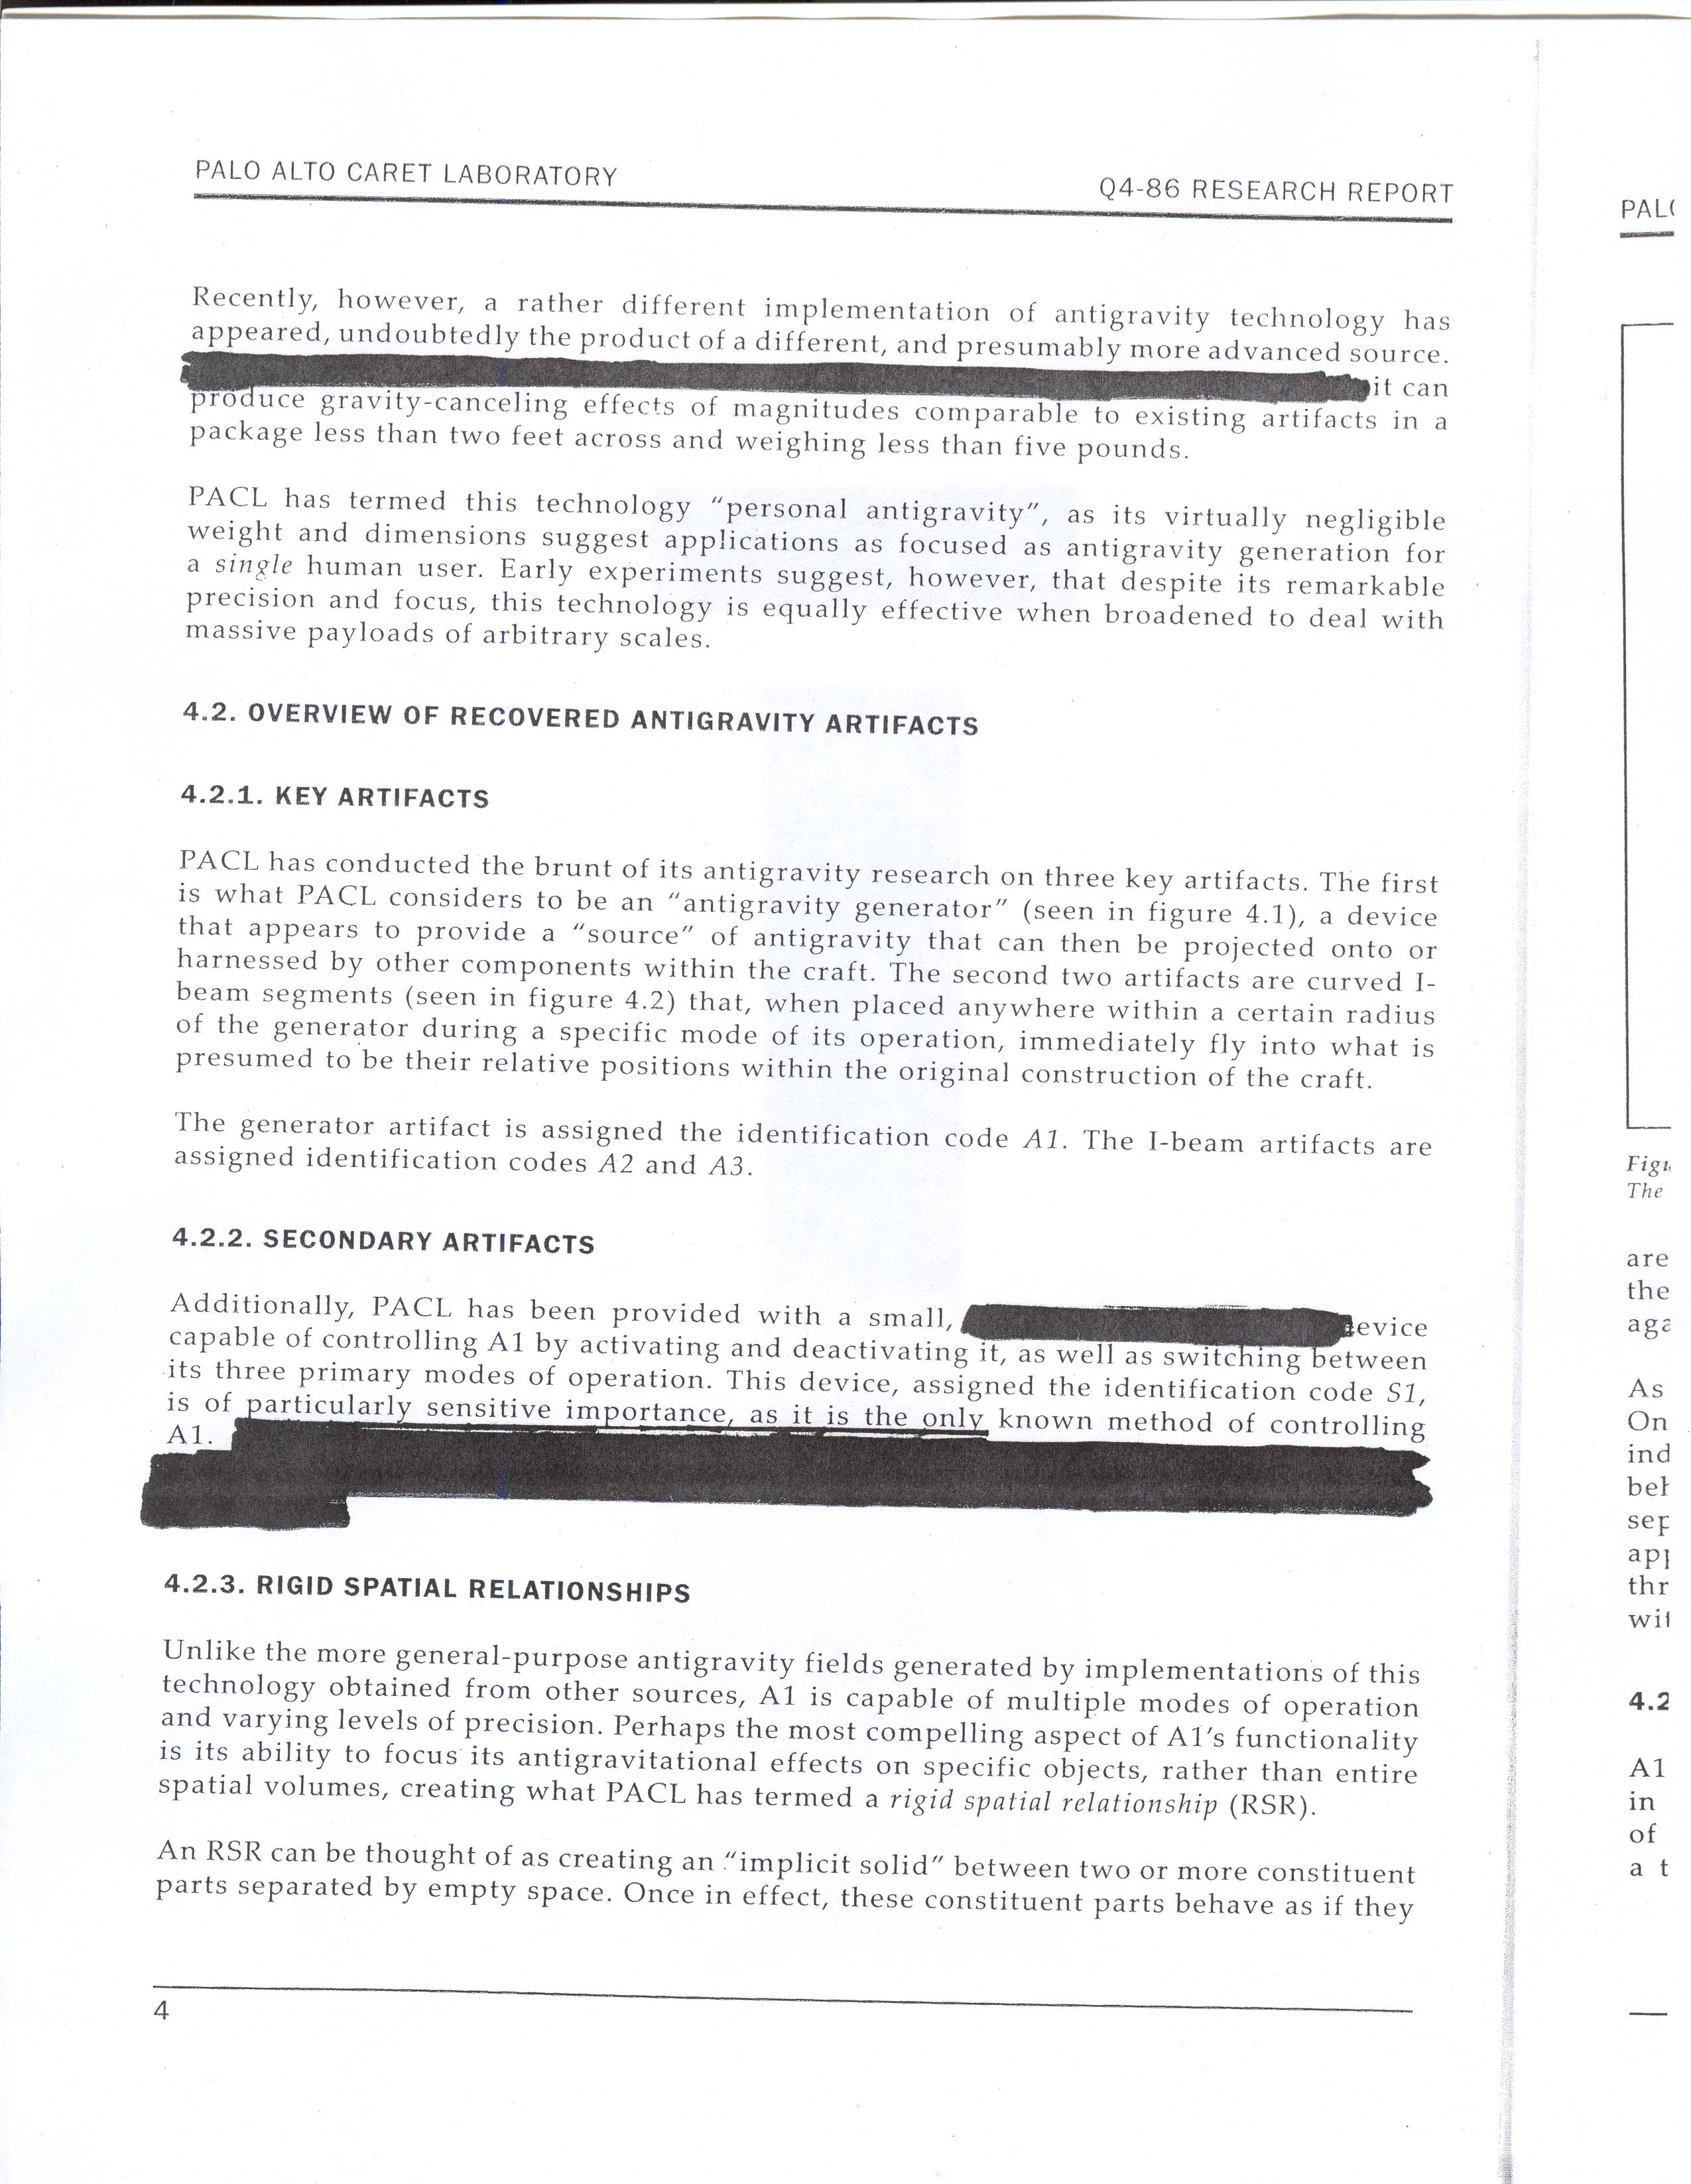 PALO ALTO CARET LABORATORY
Q4-86 RESEARCH REPORT
Recently, however, a rather different implementation of antigravity technology has
appeared, undoubtedly the product of a different, and presumably more advanced source.
it can
produce gravity-canceling effects of magnitudes comparable to existing artifacts in a
package less than two feet across and weighing less than five pounds.
PACL has termed this technology “personal antigravity”, as its virtually negligible
weight and dimensions suggest applications as focused as antigravity generation for
a single human user. Early experiments suggest, however, that despite its remarkable
precision and focus, this technology is equally effective when broadened to deal with
massive payloads of arbitrary scales.
4.2. OVERVIEW OF RECOVERED ANTIGRAVITY ARTIFACTS
4.2.1. KEY ARTIFACTS
PACL has conducted the brunt of its antigravity research on three key artifacts. The first
is what PACL considers to be an “antigravity generator” (seen in figure 4.1), a device
that appears to provide a “source” of antigravity that can then be projected onto or
harnessed by other components within the craft. The second two artifacts are curved I-
beam segments (seen in figure 4.2) that, when placed anywhere within a certain radius
of the generator during a specific mode of its operation, immediately fly into what is
presumed to be their relative positions within the original construction of the craft.
The generator artifact is assigned the identification code A1. The I-beam artifacts are
assigned identification codes A2 and A3.
4.2.2. SECONDARY ARTIFACTS
Additionally, PACL has been provided with a small, evice
capable of controlling A1 by activating and deactivating it, as well as switching between
its three primary modes of operation. This device, assigned the identification code S1,
is of particularly sensitive importance, as it is the only known method of controlling
A1.
4.2.3. RIGID SPATIAL RELATIONSHIPS
Unlike the more general-purpose antigravity fields generated by implementations of this
technology obtained from other sources, A1 is capable of multiple modes of operation
and varying levels of precision. Perhaps the most compelling aspect of A1’s functionality
is its ability to focus its antigravitational effects on specific objects, rather than entire
spatial volumes, creating what PACL has termed a rigid spatial relationship (RSR).
An RSR can be thought of as creating an “implicit solid” between two or more constituent
parts separated by empty space. Once in effect, these constituent parts behave as if they
4
PAL
The
are
the
As
On
ind
thr
4.2
A1
in
of
a t